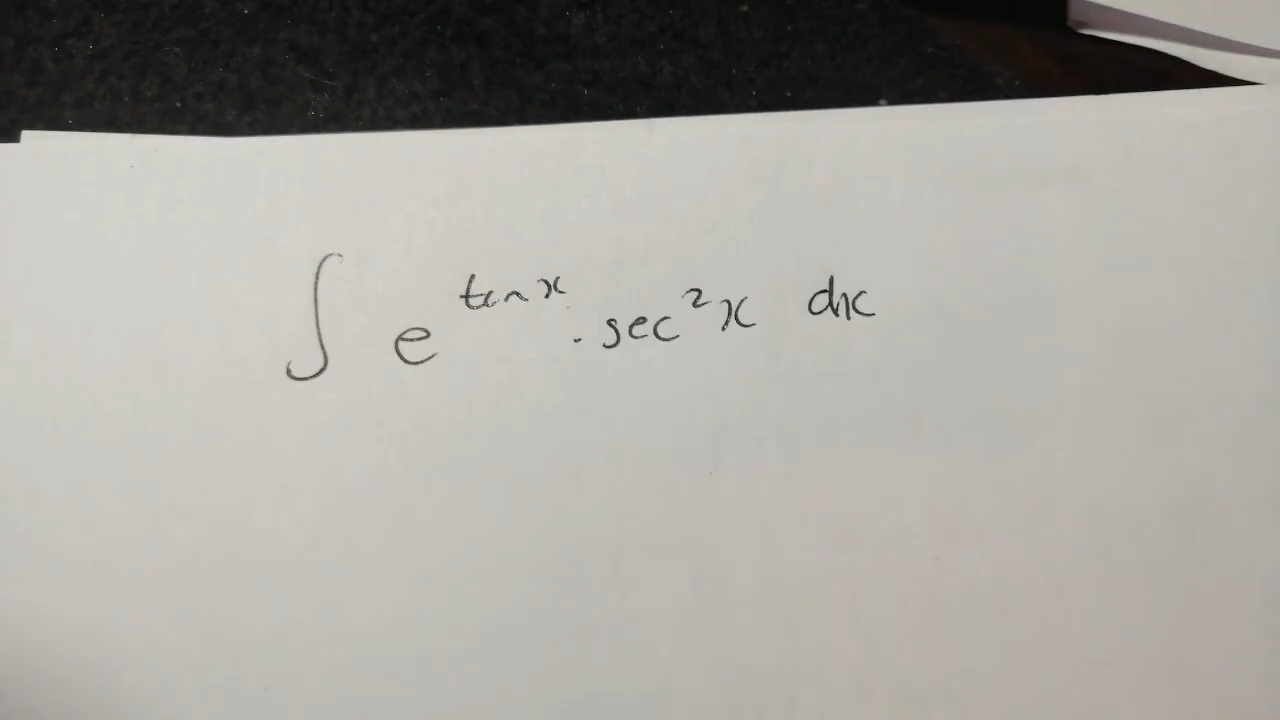 ∫ e^{tan x} . sec²x dx